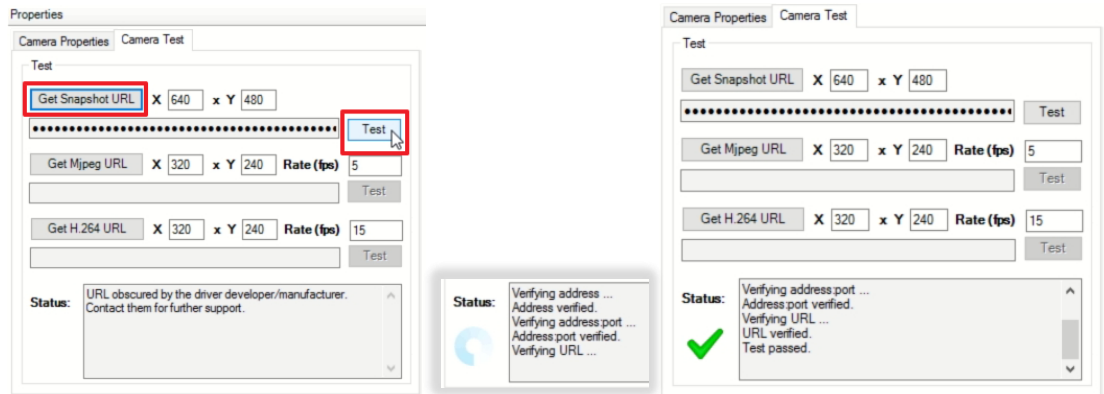 Properties
Camera Properties Camera Test
Test
Get Snapshot URL X 640 x Y 480
●●●●●●●●●●●●●●●●●●●●●●●●●●●●●●●●●●●●●●●● Test
Get Mjpeg URL X 320 x Y 240 Rate (fps) 5
Test
Get H.264 URL X 320 x Y 240 Rate (fps) 15
Test
Status: URL obscured by the driver developer/manufacturer.
Contact them for further support.
Status: Verifying address ...
Address verified.
Verifying address:port ...
Address:port verified.
Verifying URL ...
Camera Properties Camera Test
Test
Get Snapshot URL X 640 x Y 480
●●●●●●●●●●●●●●●●●●●●●●●●●●●●●●●●●●●●●●●● Test
Get Mjpeg URL X 320 x Y 240 Rate (fps) 5
Test
Get H.264 URL X 320 x Y 240 Rate (fps) 15
Test
Status: Verifying address:port ...
Address:port verified.
Verifying URL ...
URL verified.
Test passed.